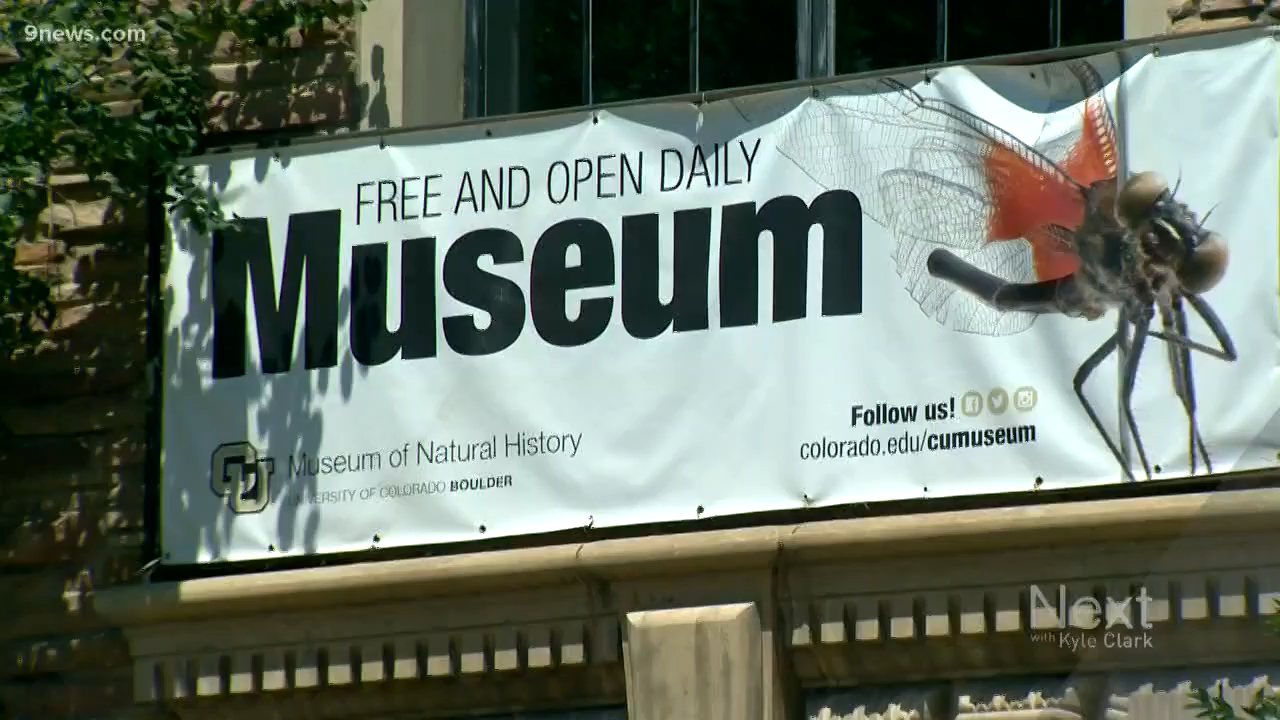 9news.com
FREE AND OPEN DAILY
Museum
CU
Museum of Natural History
UNIVERSITY OF COLORADO BOULDER
Follow us!
colorado.edu/cumuseum
Next
with Kyle Clark